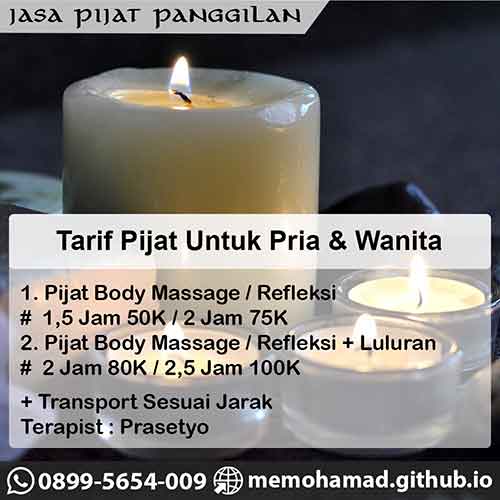 JASA PIJAT PANGGILAN
Tarif Pijat Untuk Pria & Wanita
1. Pijat Body Massage / Refleksi
# 1,5 Jam 50K / 2 Jam 75K
2. Pijat Body Massage / Refleksi + Luluran
# 2 Jam 80K / 2,5 Jam 100K
+ Transport Sesuai Jarak
Terapist : Prasetyo
0899-5654-009 memohamad.github.io